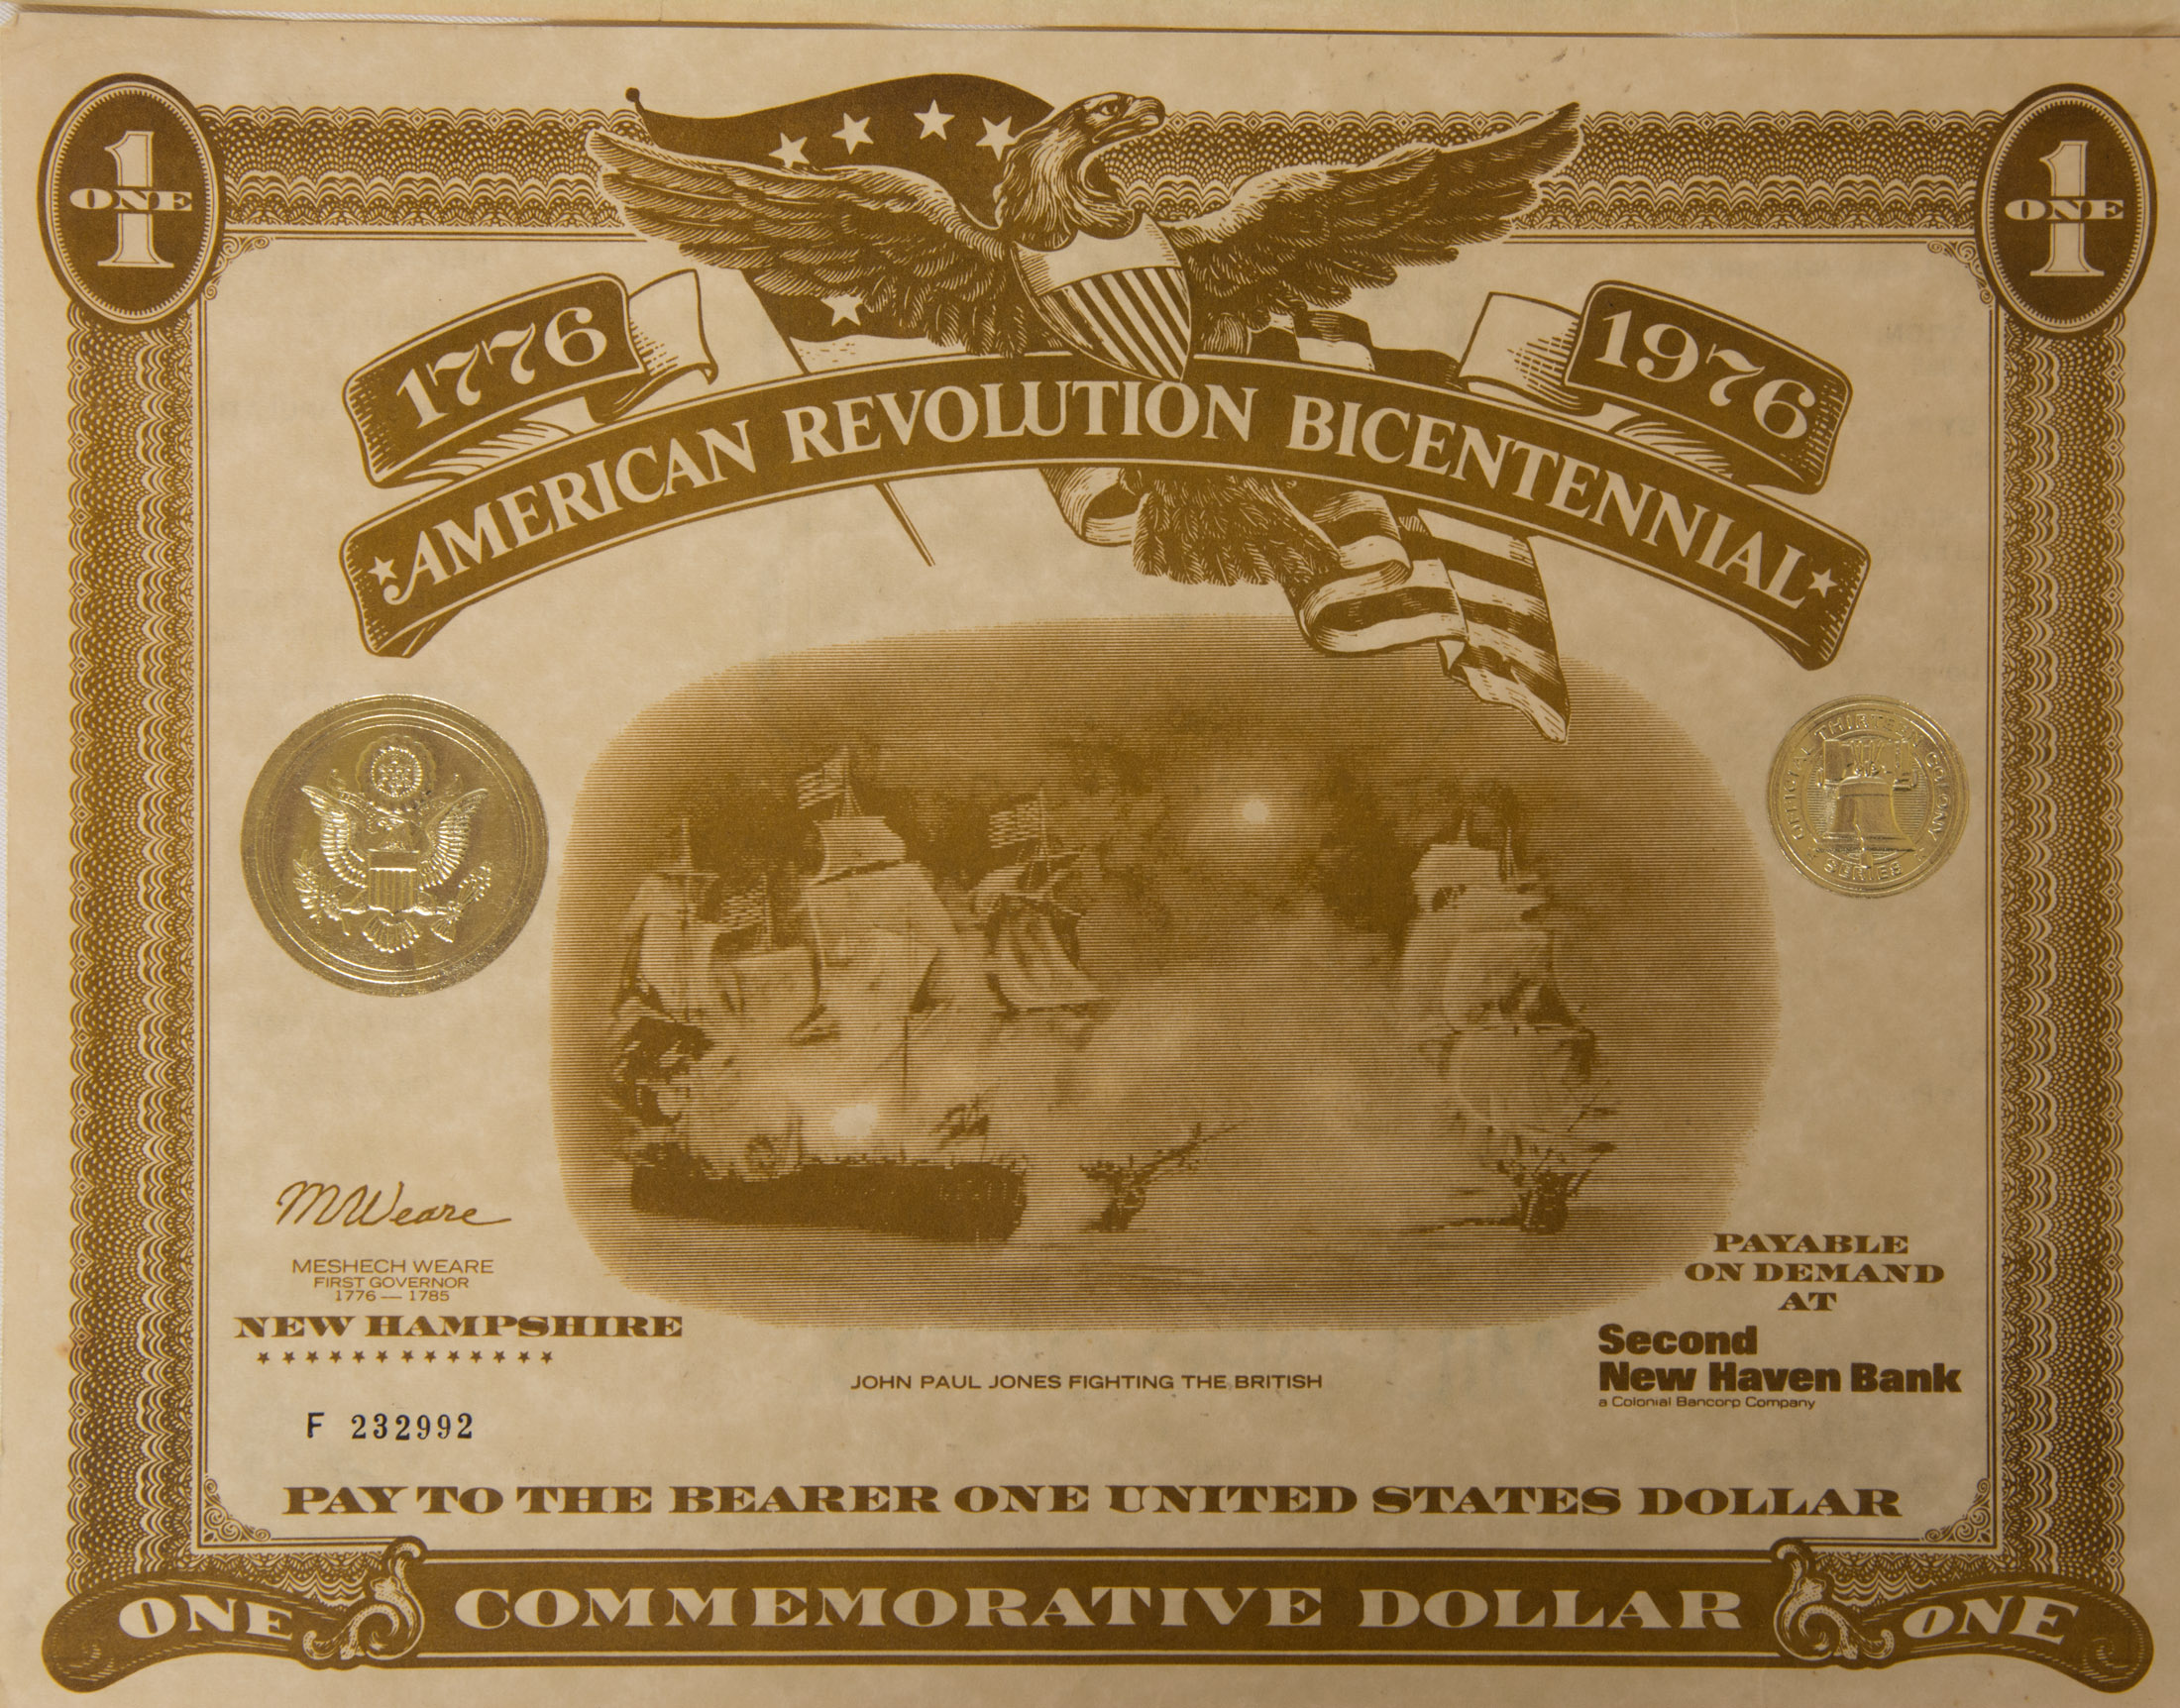 1
ONE
1
ONE
1776
1976
★AMERICAN REVOLUTION BICENTENNIAL★
OFFICIAL THIRTEEN COLONY
SERIES
MWeare
MESHECH WEARE
FIRST GOVERNOR
1776 — 1785
NEW HAMPSHIRE
★★★★★★★★★★★★★
F 232992
JOHN PAUL JONES FIGHTING THE BRITISH
PAYABLE
ON DEMAND
AT
Second
New Haven Bank
a Colonial Bancorp Company
PAY TO THE BEARER ONE UNITED STATES DOLLAR
ONE
COMMEMORATIVE DOLLAR
ONE